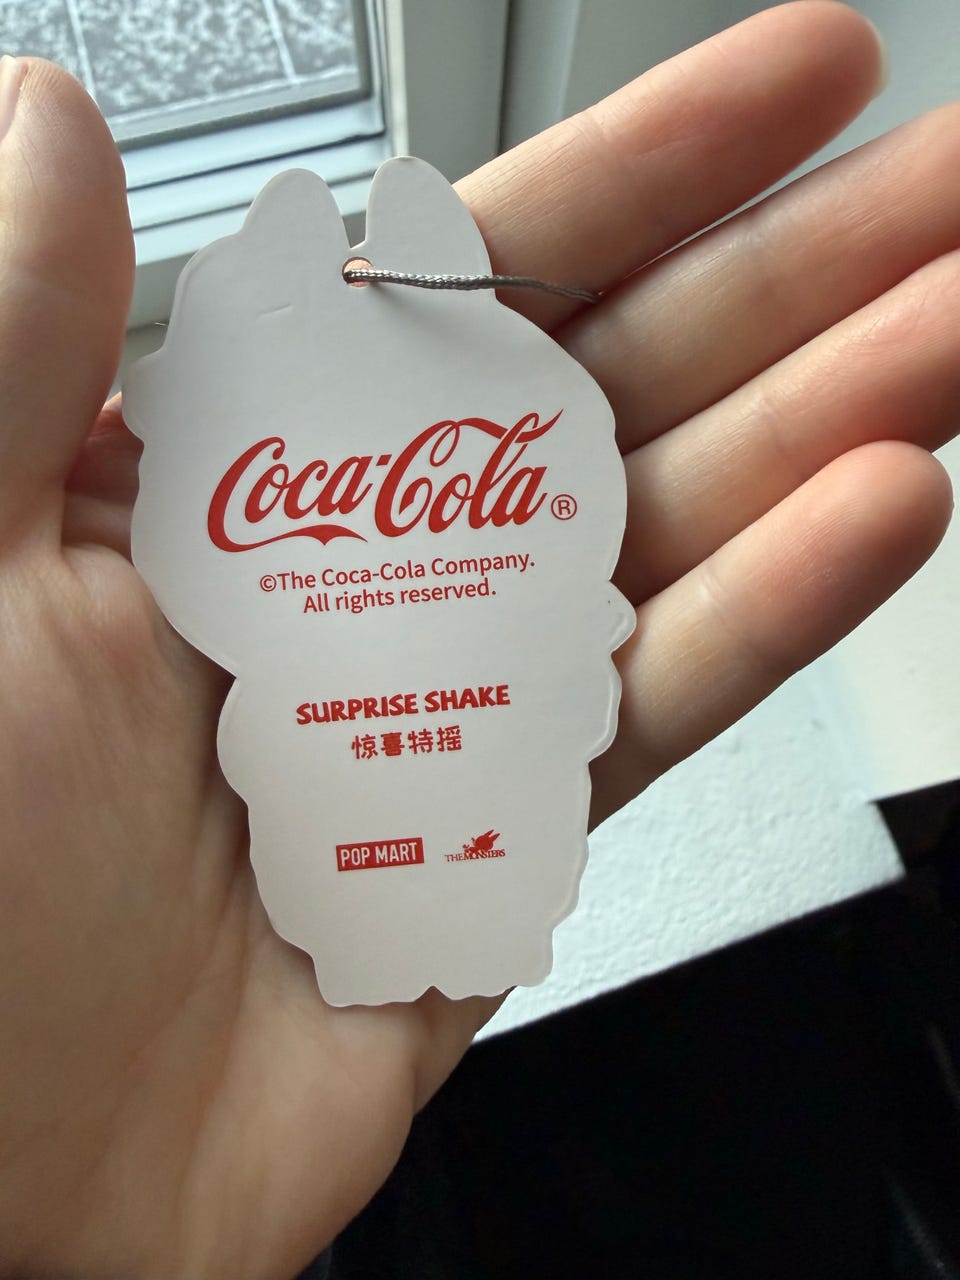 Coca-Cola®
©The Coca-Cola Company.
All rights reserved.
SURPRISE SHAKE
惊喜特摇
POP MART THE MONSTERS